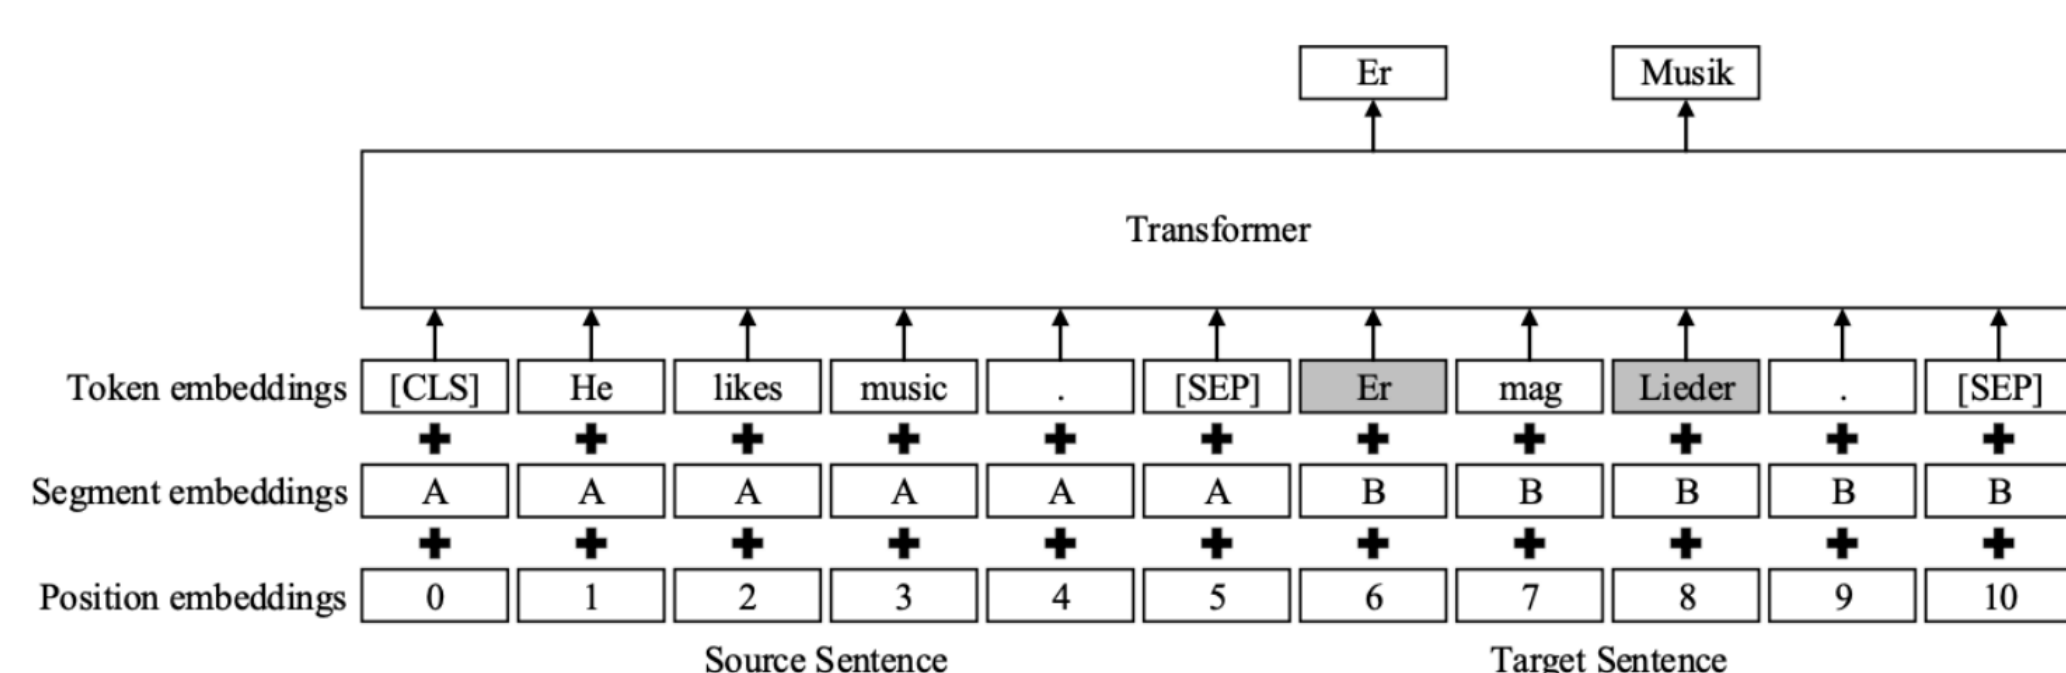 Er Musik
Transformer
Token embeddings [CLS] He likes music . [SEP] Er mag Lieder . [SEP]
Segment embeddings A A A A A A B B B B B
Position embeddings 0 1 2 3 4 5 6 7 8 9 10
Source Sentence Target Sentence